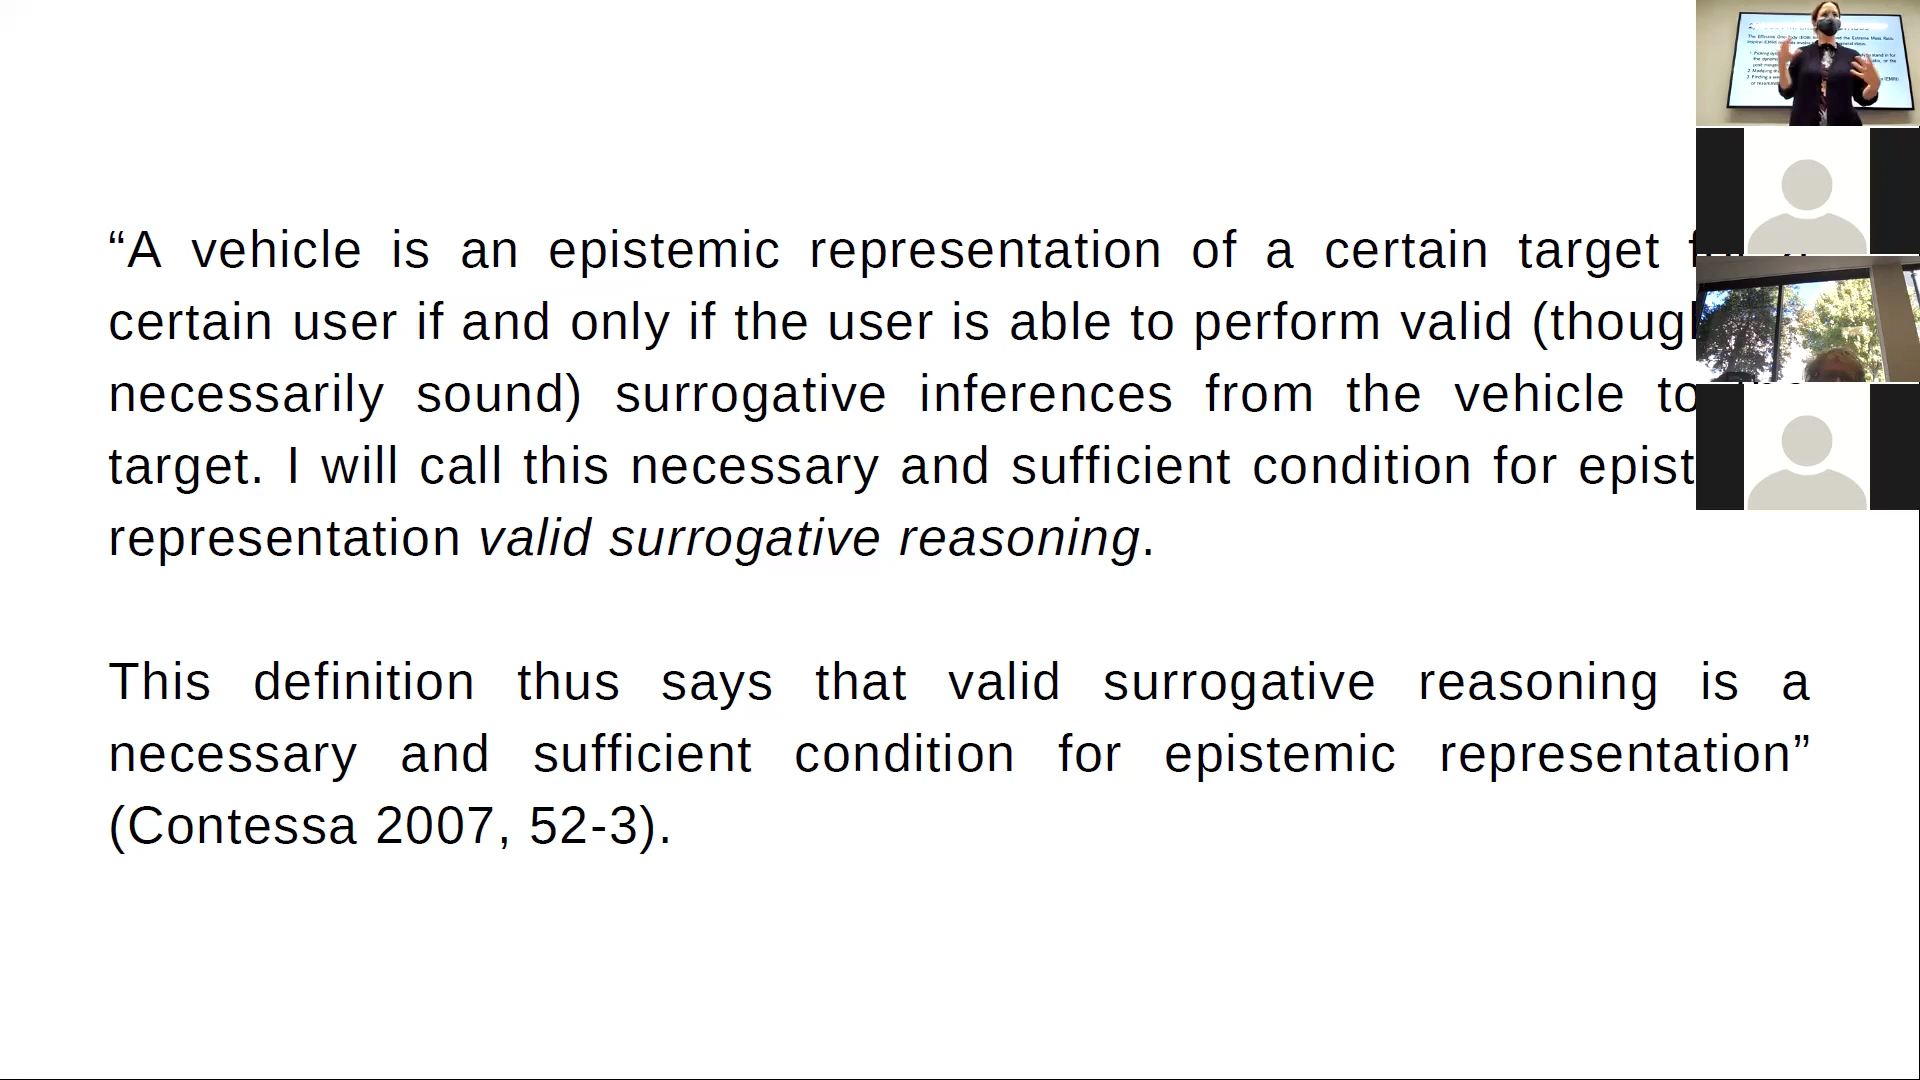 “A vehicle is an epistemic representation of a certain target
certain user if and only if the user is able to perform valid (though
necessarily sound) surrogative inferences from the vehicle to
target. I will call this necessary and sufficient condition for
representation valid surrogative reasoning.
This definition thus says that valid surrogative reasoning is a
necessary and sufficient condition for epistemic representation”
(Contessa 2007, 52-3).